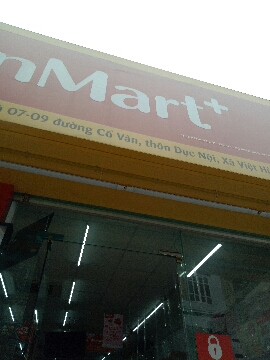 nMart+
07-09 đường Cổ Vân, thôn Dục Nội, Xã Việt H